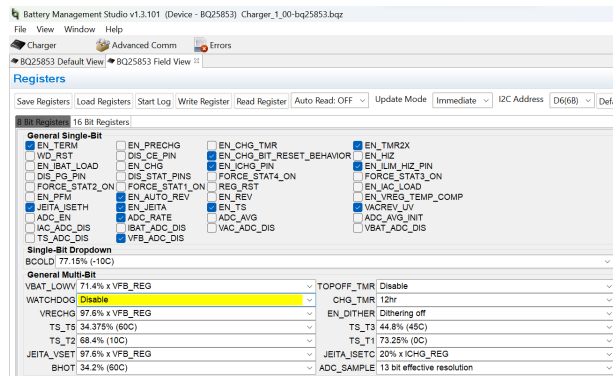 Battery Management Studio v1.3.101 (Device - BQ25853) Charger_1_00-bq25853.bqz
File View Window Help
Charger Advanced Comm Errors
BQ25853 Default View BQ25853 Field View
Registers
Save Registers Load Registers Start Log Write Register Read Register Auto Read: OFF Update Mode Immediate I2C Address D6(6B)
8 Bit Registers 16 Bit Registers
General Single-Bit
EN_TERM EN_PRECHG EN_CHG_TMR EN_TMR2X
WD_RST DIS_CE_PIN EN_CHG_BIT_RESET_BEHAVIOR EN_HIZ
EN_IBAT_LOAD EN_CHG EN_ICHG_PIN EN_ILIM_HIZ_PIN
DIS_PG_PIN DIS_STAT_PINS FORCE_STAT4_ON FORCE_STAT3_ON
FORCE_STAT2_ON FORCE_STAT1_ON REG_RST EN_IAC_LOAD
EN_PFM EN_AUTO_REV EN_REV EN_VREG_TEMP_COMP
JEITA_ISETH EN_JEITA EN_TS VACREV_UV
ADC_EN ADC_RATE ADC_AVG ADC_AVG_INIT
IAC_ADC_DIS IBAT_ADC_DIS VAC_ADC_DIS VBAT_ADC_DIS
TS_ADC_DIS VFB_ADC_DIS
Single-Bit Dropdown
BCOLD 77.15% (-10C)
General Multi-Bit
VBAT_LOWV 71.4% x VFB_REG TOPOFF_TMR Disable
WATCHDOG Disable CHG_TMR 12hr
VRECHG 97.6% x VFB_REG EN_DITHER Dithering off
TS_T5 34.375% (60C) TS_T3 44.8% (45C)
TS_T2 68.4% (10C) TS_T1 73.25% (0C)
JEITA_VSET 97.6% x VFB_REG JEITA_ISETC 20% x ICHG_REG
BHOT 34.2% (60C) ADC_SAMPLE 13 bit effective resolution